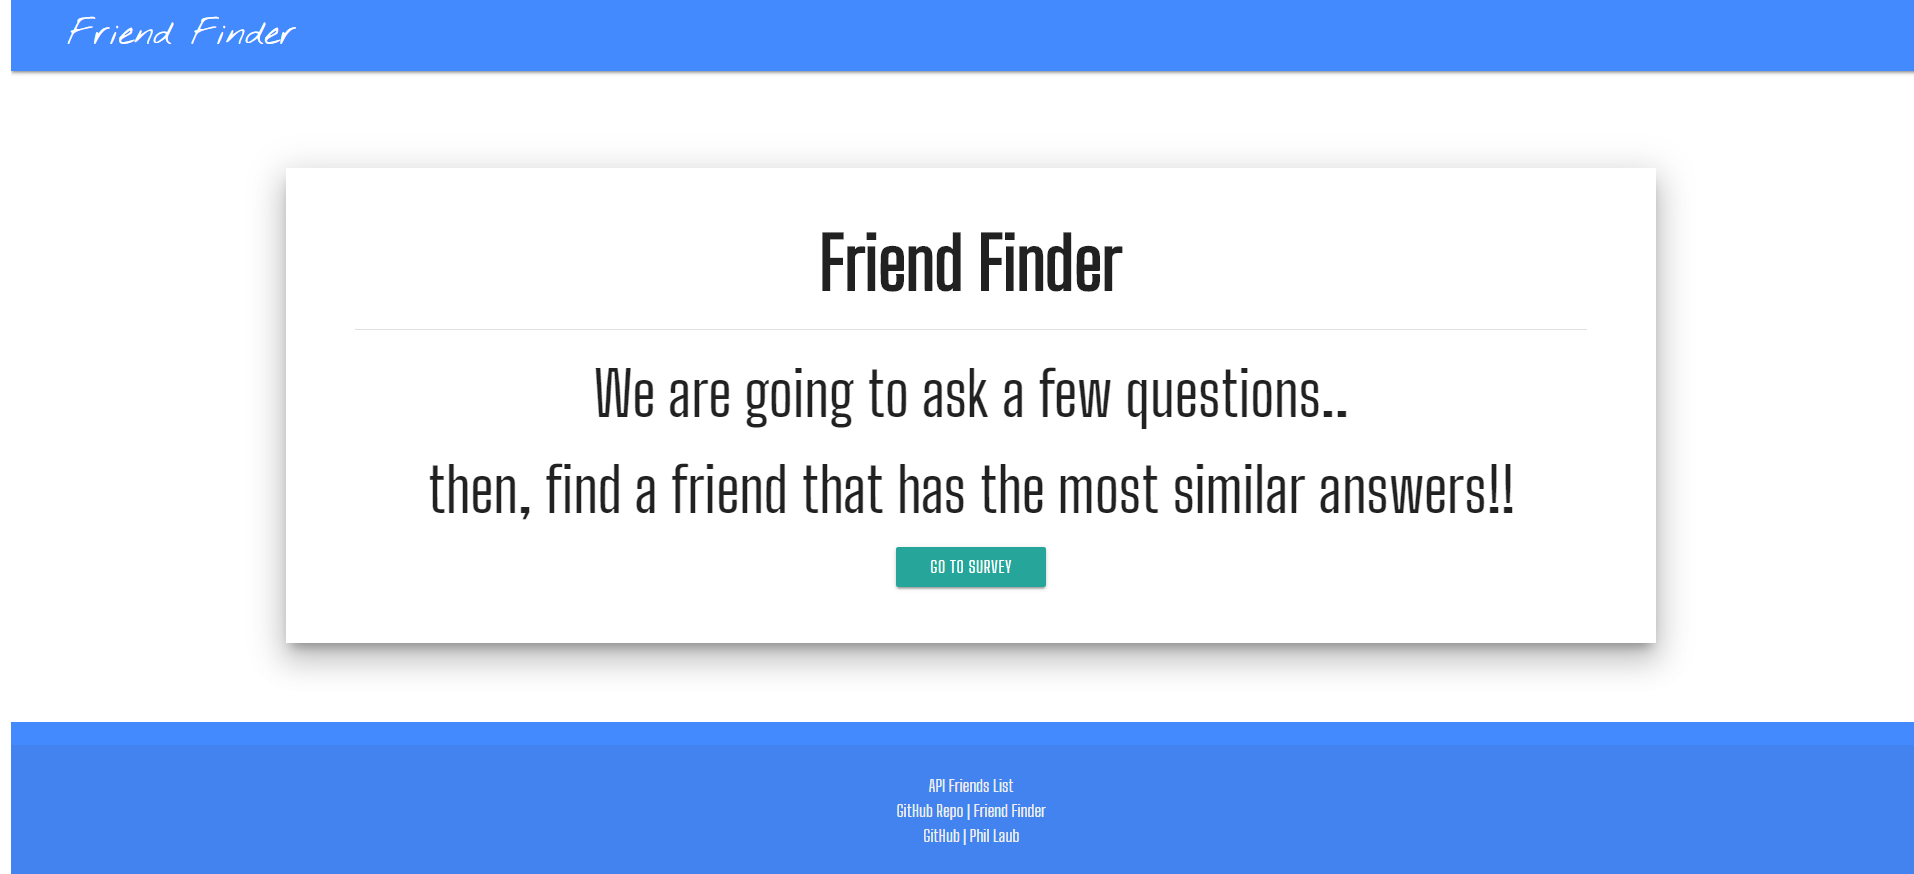 Friend Finder
Friend Finder
We are going to ask a few questions..
then, find a friend that has the most similar answers!!
GO TO SURVEY
API Friends List
GitHub Repo | Friend Finder
GitHub | Phil Laub